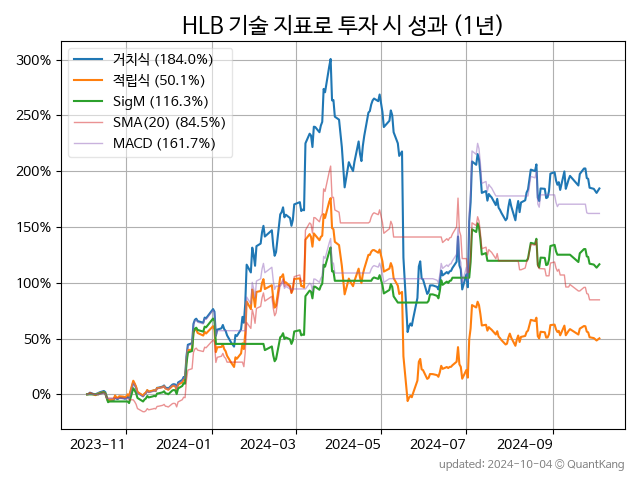 HLB 기술 지표로 투자 시 성과 (1년)
거치식 (184.0%)
적립식 (50.1%)
SigM (116.3%)
SMA(20) (84.5%)
MACD (161.7%)
300%
250%
200%
150%
100%
50%
0%
2023-11 2024-01 2024-03 2024-05 2024-07 2024-09
updated: 2024-10-04 © QuantKang